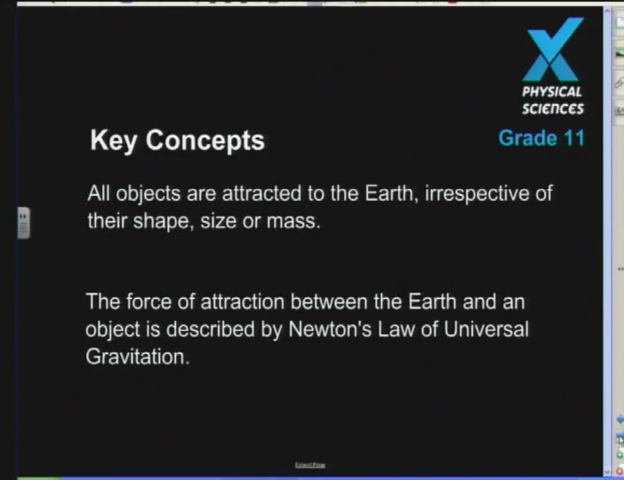 PHYSICAL
SCIENCES
Grade 11
Key Concepts
All objects are attracted to the Earth, irrespective of
their shape, size or mass.
The force of attraction between the Earth and an
object is described by Newton's Law of Universal
Gravitation.
Extend Page